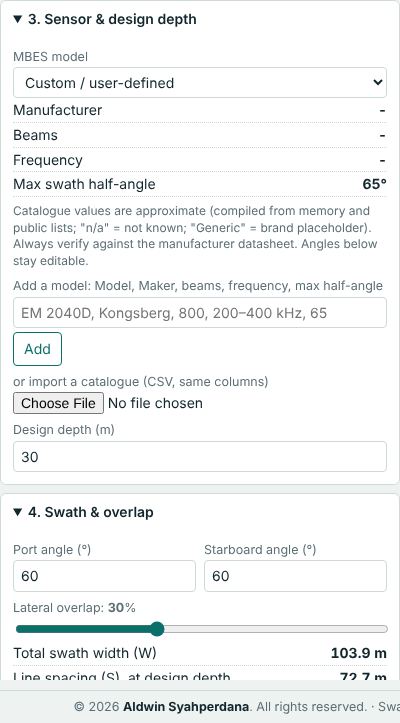 ▼ 3. Sensor & design depth
MBES model
Custom / user-defined
Manufacturer -
Beams -
Frequency -
Max swath half-angle 65°
Catalogue values are approximate (compiled from memory and
public lists; "n/a" = not known; "Generic" = brand placeholder).
Always verify against the manufacturer datasheet. Angles below
stay editable.
Add a model: Model, Maker, beams, frequency, max half-angle
EM 2040D, Kongsberg, 800, 200–400 kHz, 65
Add
or import a catalogue (CSV, same columns)
Choose File No file chosen
Design depth (m)
30
▼ 4. Swath & overlap
Port angle (°) Starboard angle (°)
60 60
Lateral overlap: 30%
Total swath width (W) 103.9 m
Line spacing (S), at design depth 72.7 m
© 2026 Aldwin Syahperdana. All rights reserved. · Swa